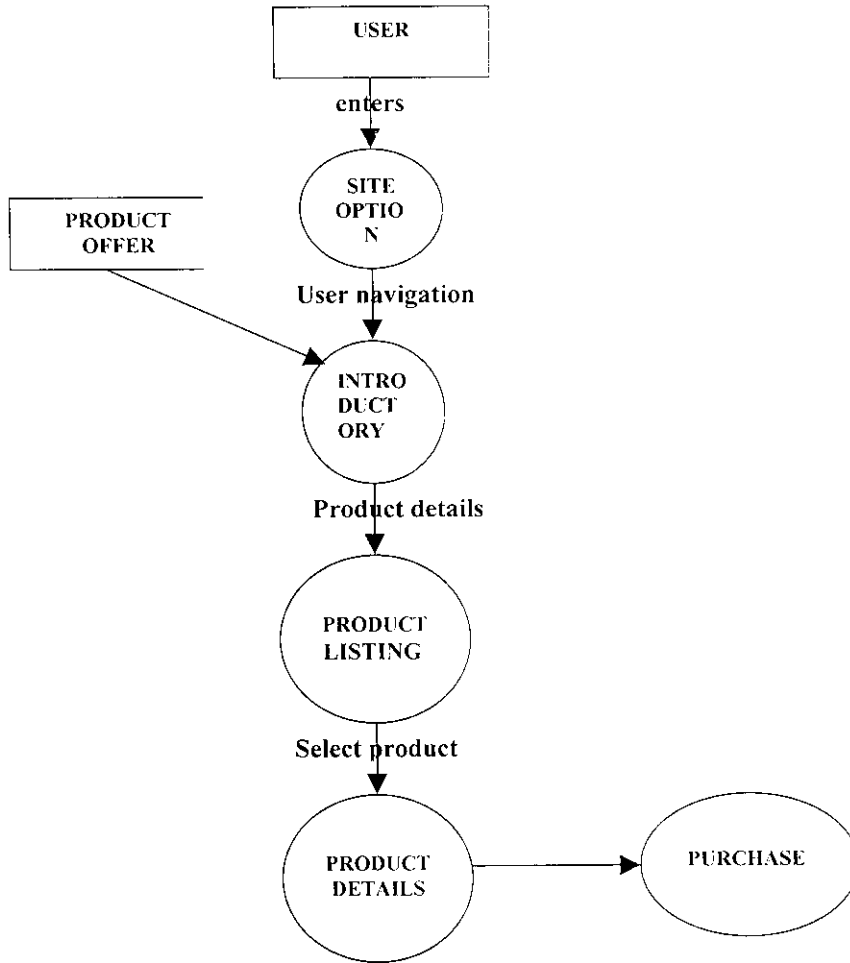 USER
enters
SITE
OPTIO
N
PRODUCT
OFFER
User navigation
INTRO
DUCT
ORY
Product details
PRODUCT
LISTING
Select product
PRODUCT
DETAILS
PURCHASE